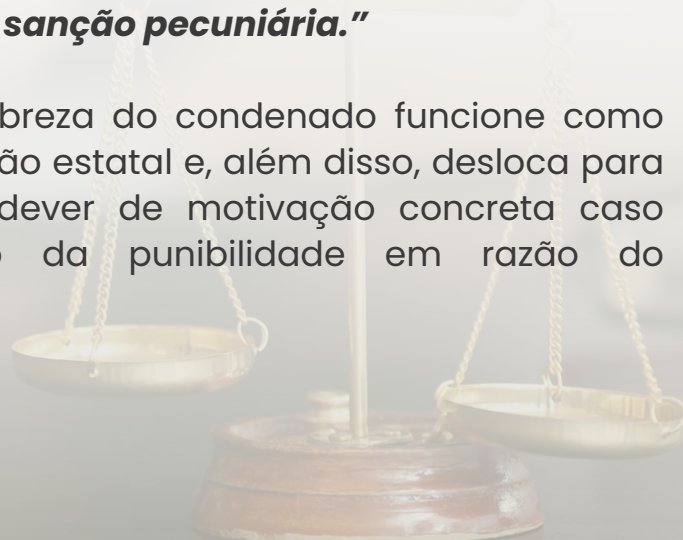 sanção pecuniária.”
breza do condenado funcione como
ão estatal e, além disso, desloca para
dever de motivação concreta caso
o da punibilidade em razão do